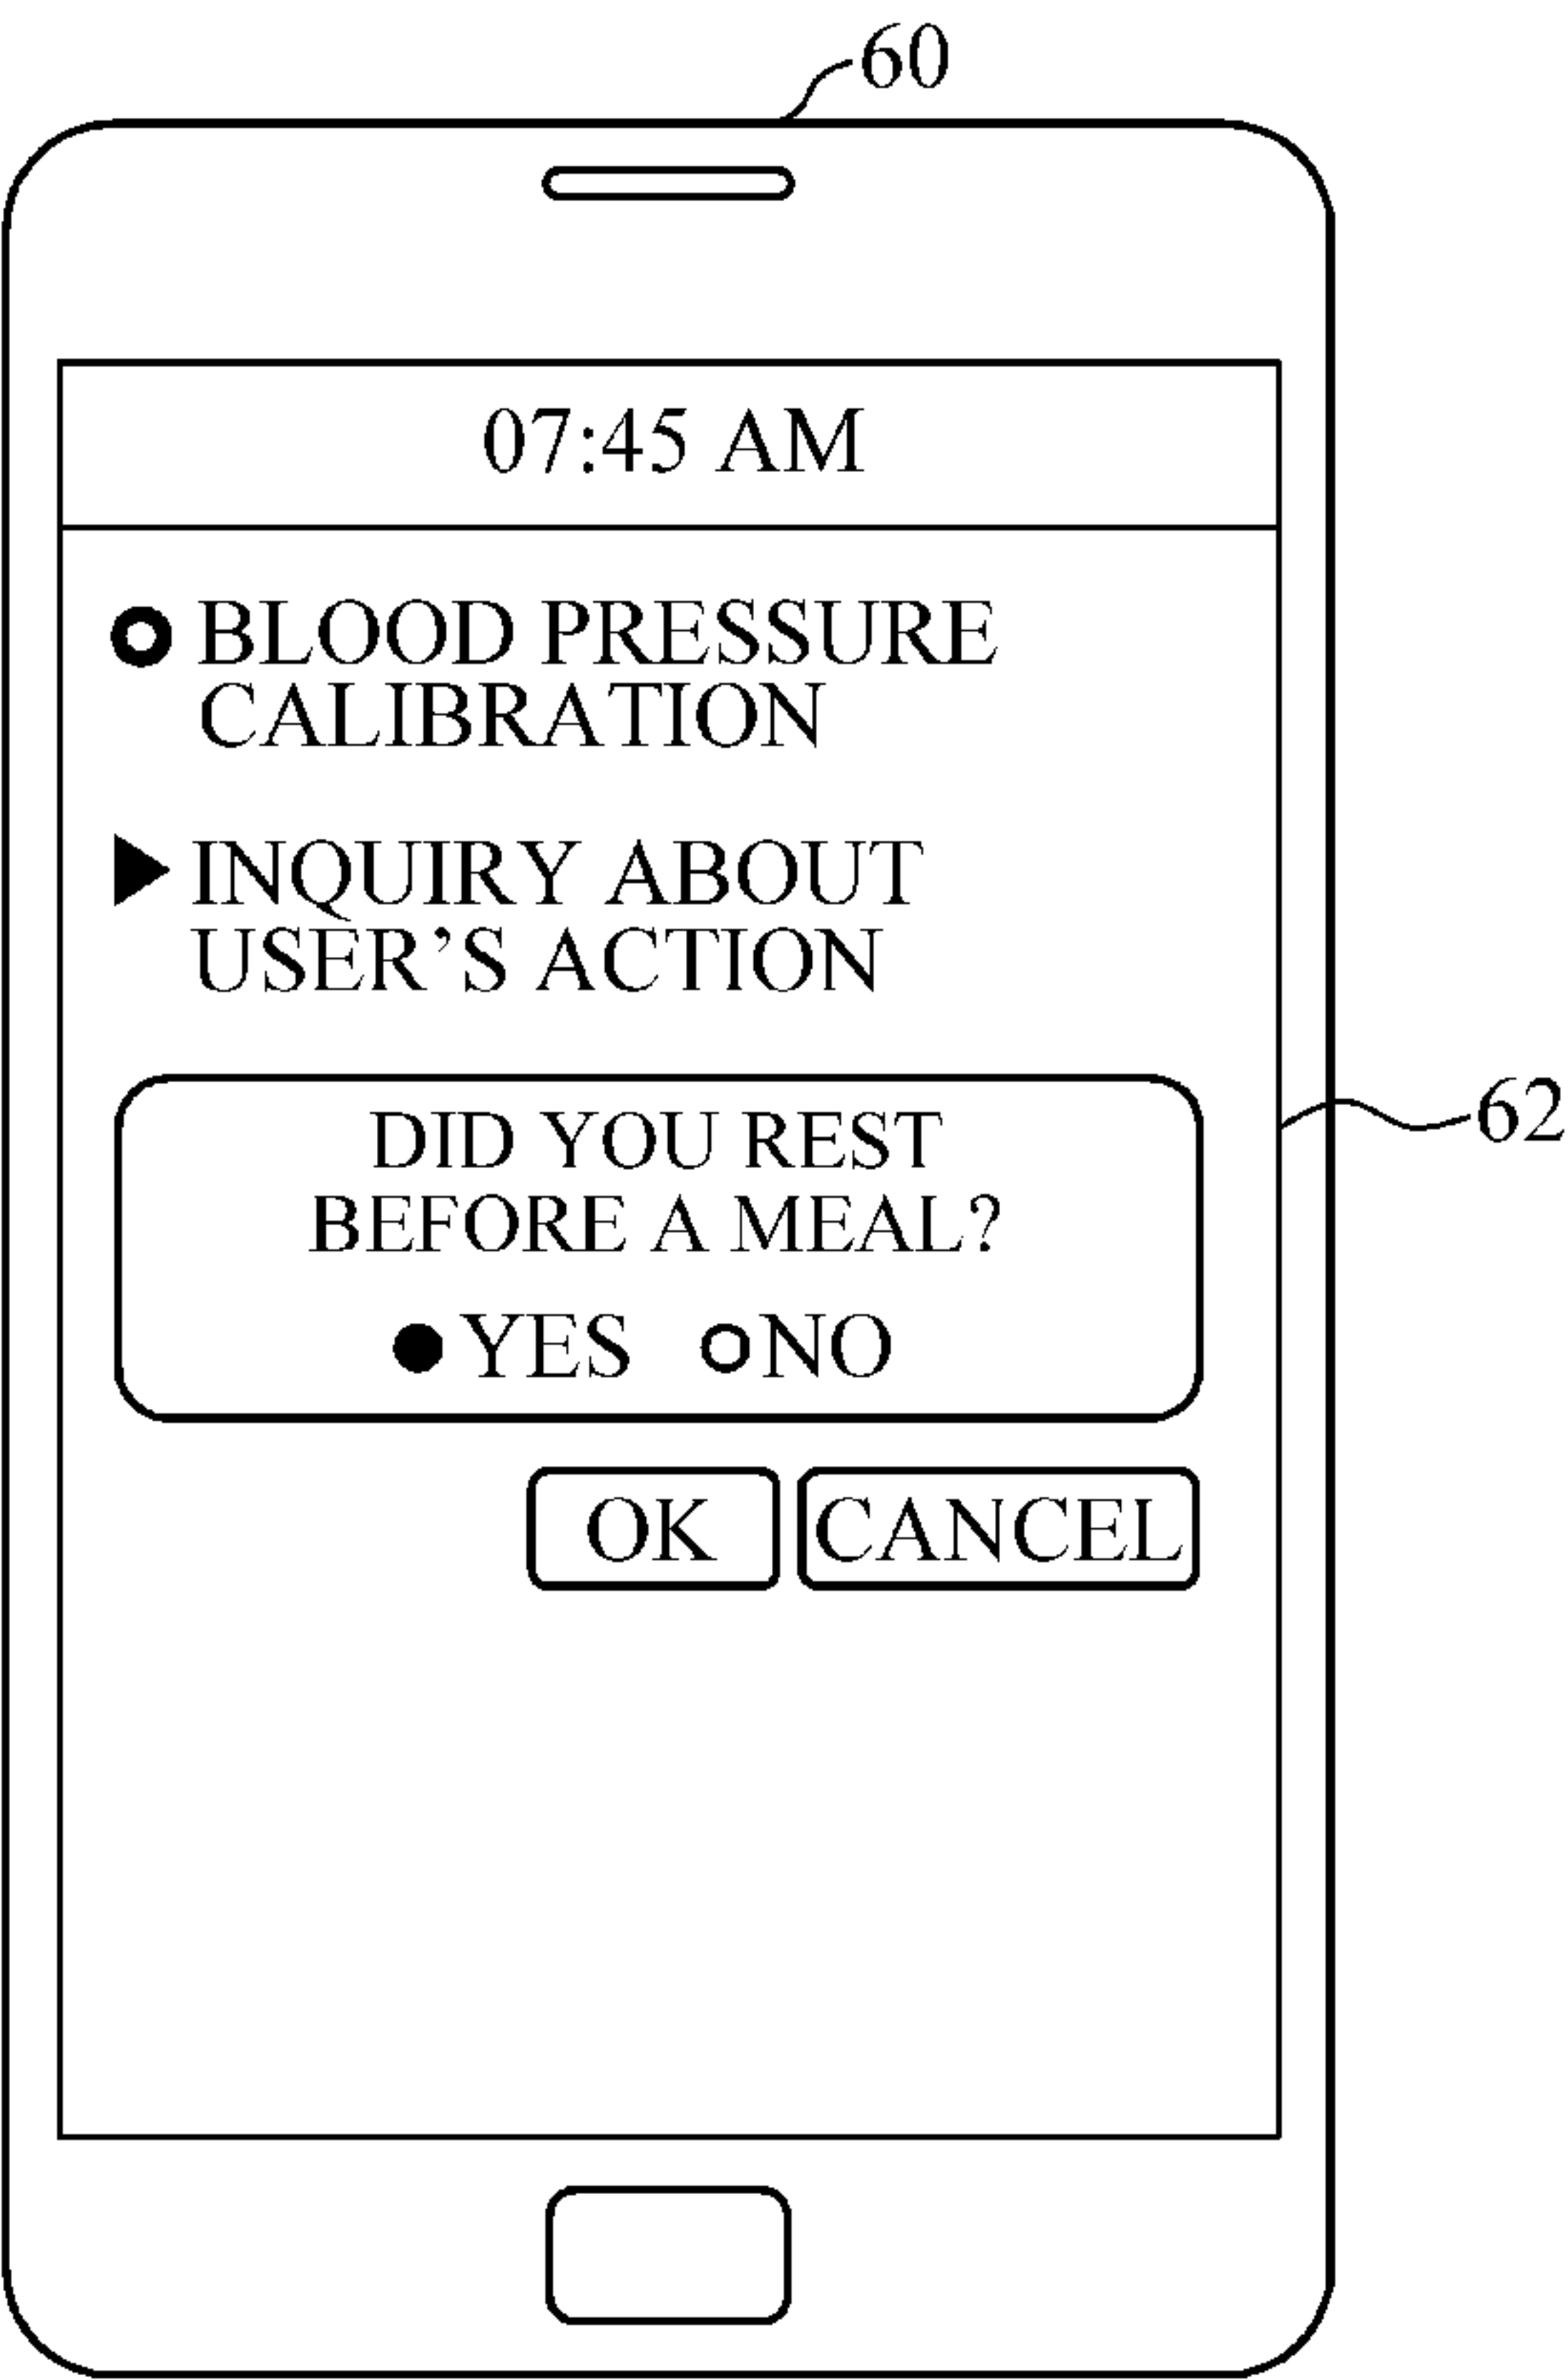 60
07:45 AM
BLOOD PRESSURE
CALIBRATION
INQUIRY ABOUT
USER’S ACTION
DID YOU REST
BEFORE A MEAL?
YES NO
OK CANCEL
62